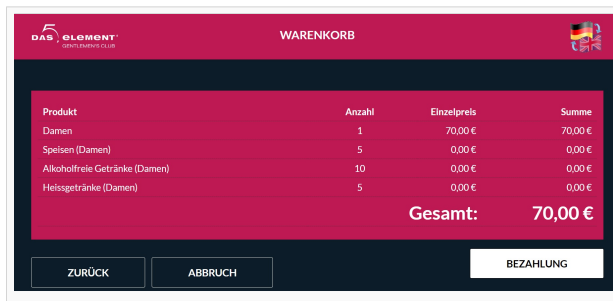 5
DAS ELEMENT
GENTLEMEN'S CLUB
WARENKORB
Produkt Anzahl Einzelpreis Summe
Damen 1 70,00 € 70,00 €
Speisen (Damen) 5 0,00 € 0,00 €
Alkoholfreie Getränke (Damen) 10 0,00 € 0,00 €
Heissgetränke (Damen) 5 0,00 € 0,00 €
Gesamt: 70,00 €
ZURÜCK ABBRUCH BEZAHLUNG